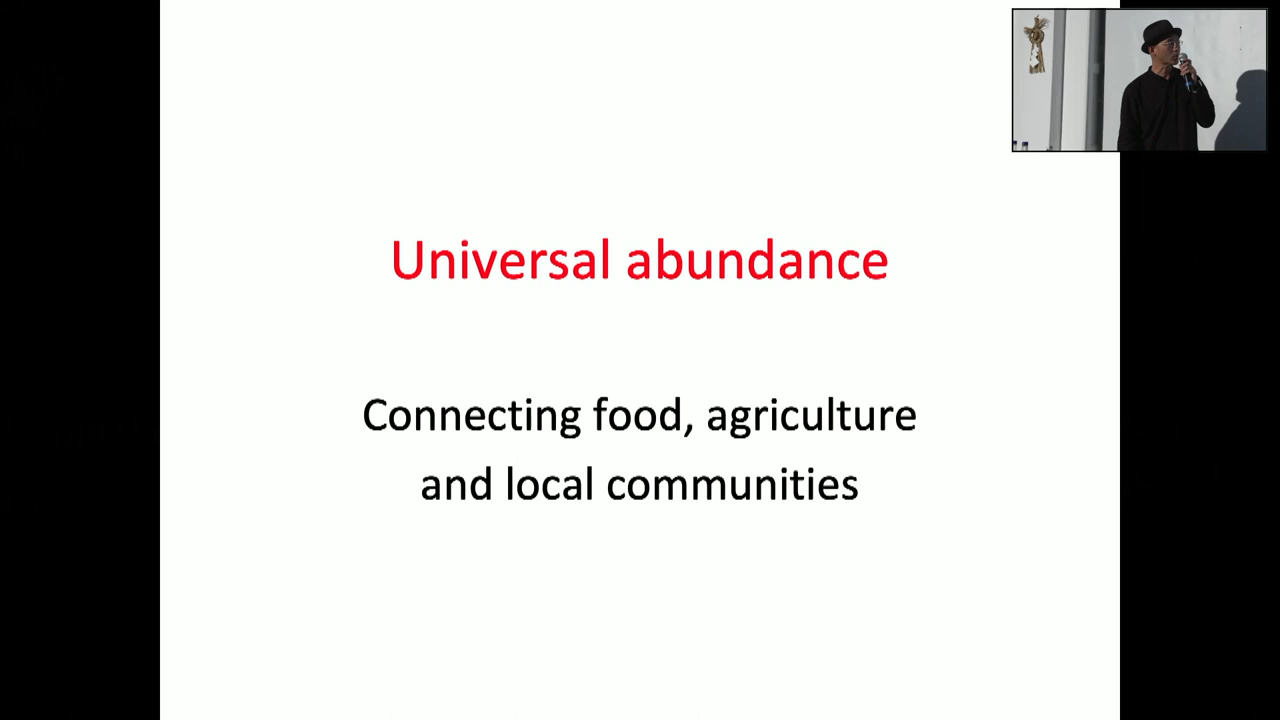 Universal abundance
Connecting food, agriculture
and local communities